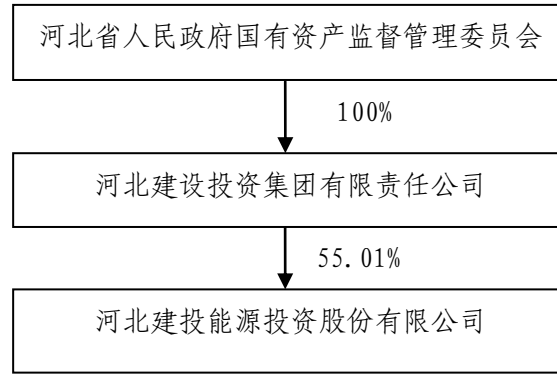 河北省人民政府国有资产监督管理委员会
100%
河北建设投资集团有限责任公司
55.01%
河北建投能源投资股份有限公司